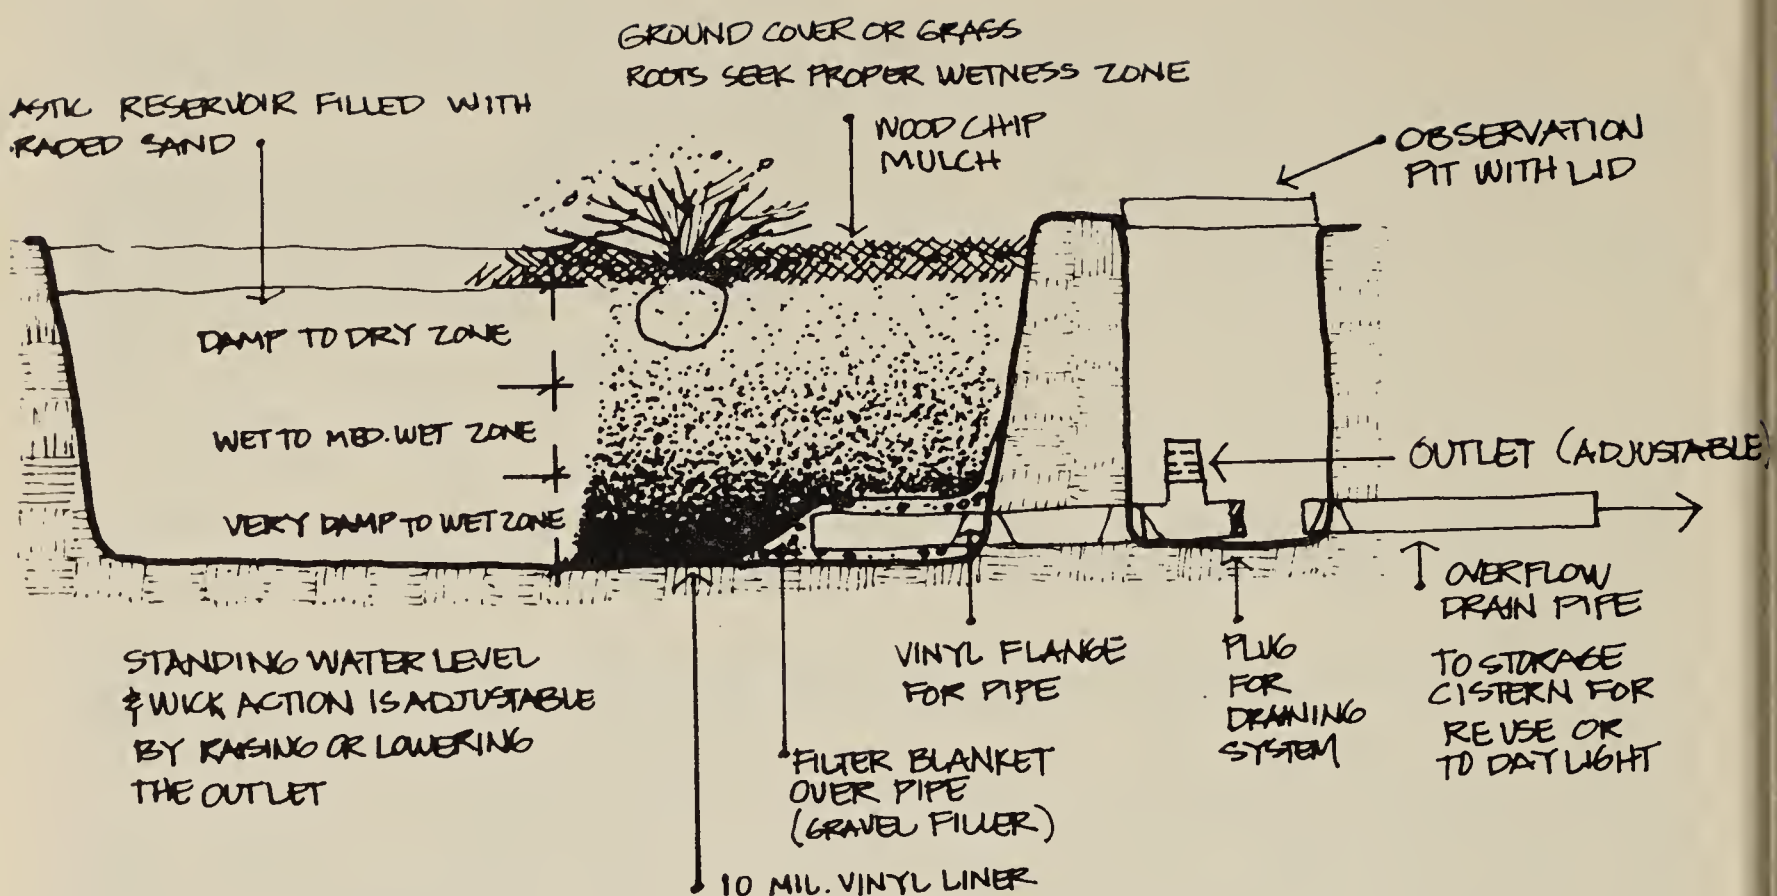 GROUND COVER OR GRASS
ROOTS SEEK PROPER WETNESS ZONE
ASTIC RESERVOIR FILLED WITH
RADED SAND
WOOD CHIP
MULCH
OBSERVATION
PIT WITH LID
DAMP TO DRY ZONE
WET TO MED. WET ZONE
OUTLET (ADJUSTABLE)
VERY DAMP TO WET ZONE
OVERFLOW
DRAIN PIPE
TO STORAGE
CISTERN FOR
REUSE OR
TO DAYLIGHT
STANDING WATER LEVEL
& WICK ACTION IS ADJUSTABLE
BY RAISING OR LOWERING
THE OUTLET
VINYL FLANGE
FOR PIPE
PLUG
FOR
DRAINING
SYSTEM
FILTER BLANKET
OVER PIPE
(GRAVEL FILLER)
10 MIL. VINYL LINER